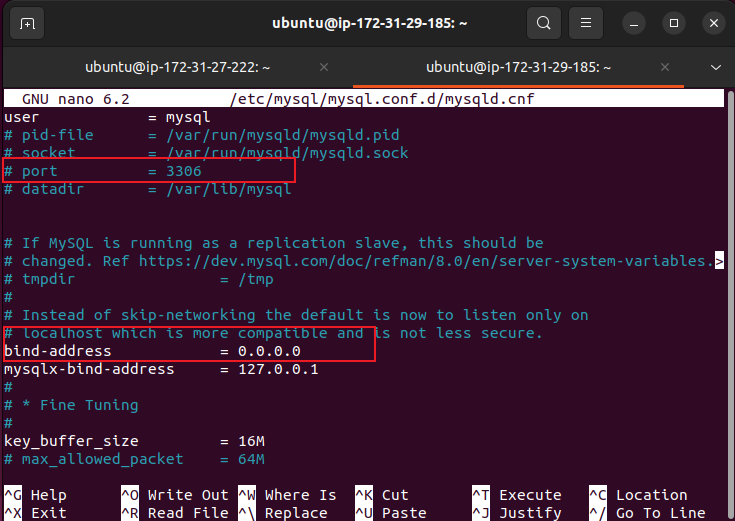 ubuntu@ip-172-31-29-185: ~
ubuntu@ip-172-31-27-222: ~ × ubuntu@ip-172-31-29-185: ~ ×
GNU nano 6.2 /etc/mysql/mysql.conf.d/mysqld.cnf
user = mysql
# pid-file = /var/run/mysqld/mysqld.pid
# socket = /var/run/mysqld/mysqld.sock
# port = 3306
# datadir = /var/lib/mysql
# If MySQL is running as a replication slave, this should be
# changed. Ref https://dev.mysql.com/doc/refman/8.0/en/server-system-variables.>
# tmpdir = /tmp
#
# Instead of skip-networking the default is now to listen only on
# localhost which is more compatible and is not less secure.
bind-address = 0.0.0.0
mysqlx-bind-address = 127.0.0.1
#
# * Fine Tuning
#
key_buffer_size = 16M
# max_allowed_packet = 64M
^G Help ^O Write Out ^W Where Is ^K Cut ^T Execute ^C Location
^X Exit ^R Read File ^\ Replace ^U Paste ^J Justify ^/ Go To Line